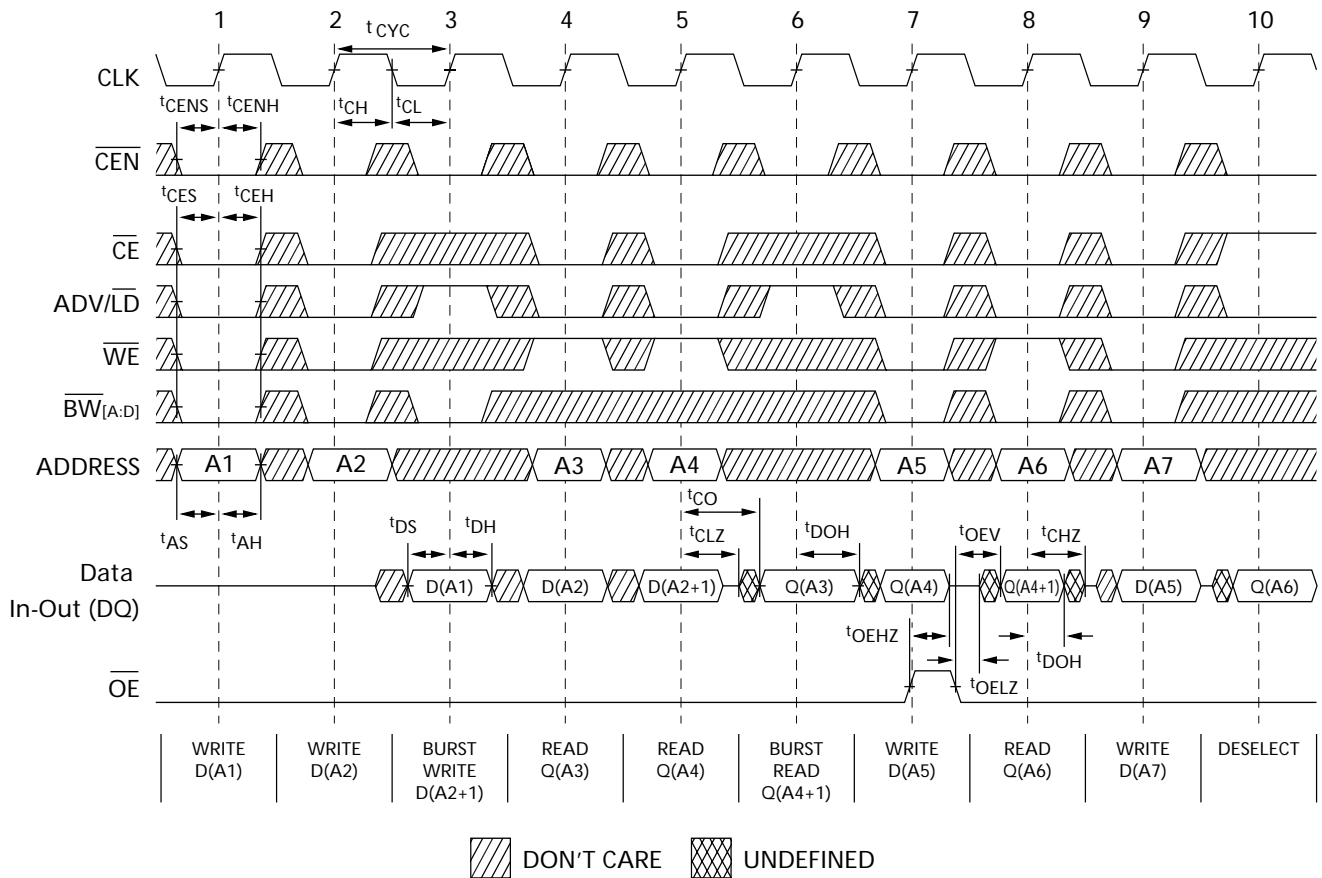 1 2 3 4 5 6 7 8 9 10
tCYC
CLK
tCENS tCENH tCH tCL
CEN
tCES tCEH
CE
ADV/LD
WE
BW[A:D]
ADDRESS A1 A2 A3 A4 A5 A6 A7
tCO
tAS tAH tDS tDH tCLZ tDOH tOEV tCHZ
Data
In-Out (DQ)
D(A1) D(A2) D(A2+1) Q(A3) Q(A4) Q(A4+1) D(A5) Q(A6)
tOEHZ tDOH
tOELZ
OE
WRITE
D(A1)
WRITE
D(A2)
BURST
WRITE
D(A2+1)
READ
Q(A3)
READ
Q(A4)
BURST
READ
Q(A4+1)
WRITE
D(A5)
READ
Q(A6)
WRITE
D(A7)
DESELECT
DON'T CARE UNDEFINED